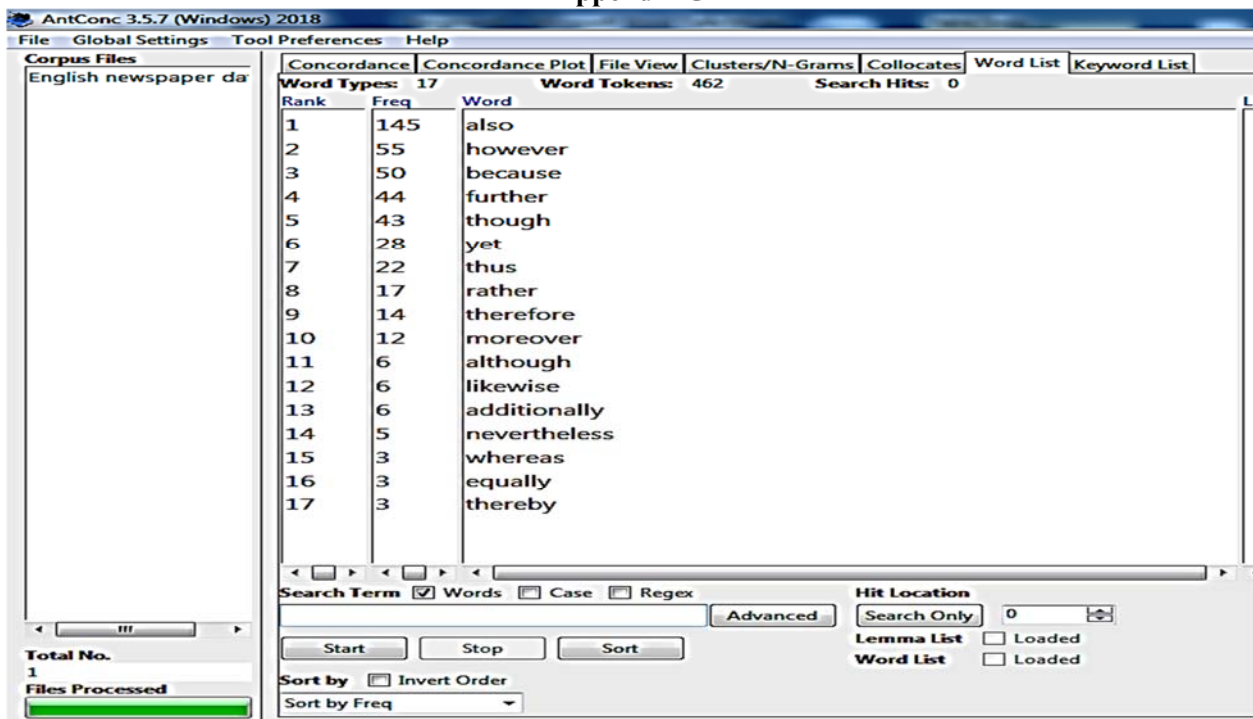 AntConc 3.5.7 (Windows) 2018
File Global Settings Tool Preferences Help
Corpus Files
English newspaper da
Concordance Concordance Plot File View Clusters/N-Grams Collocates Word List Keyword List
Word Types: 17 Word Tokens: 462 Search Hits: 0
Rank Freq Word
1 145 also
2 55 however
3 50 because
4 44 further
5 43 though
6 28 yet
7 22 thus
8 17 rather
9 14 therefore
10 12 moreover
11 6 although
12 6 likewise
13 6 additionally
14 5 nevertheless
15 3 whereas
16 3 equally
17 3 thereby
Search Term Words Case Regex Hit Location
Advanced Search Only 0
Start Stop Sort Lemma List Loaded
Word List Loaded
Total No.
1
Files Processed
Sort by Invert Order
Sort by Freq